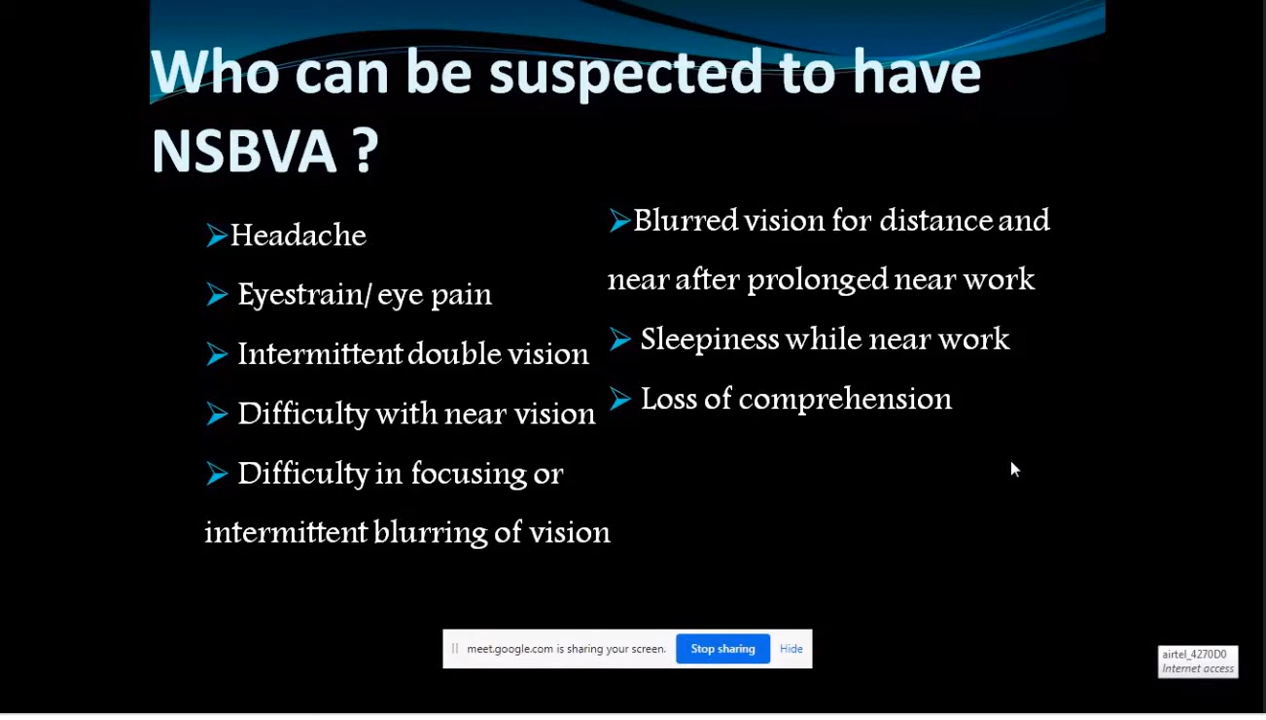 Who can be suspected to have
NSBVA ?
➢Headache
➢ Eyestrain/ eye pain
➢ Intermittent double vision
➢ Difficulty with near vision
➢ Difficulty in focusing or
intermittent blurring of vision
➢Blurred vision for distance and
near after prolonged near work
➢ Sleepiness while near work
➢ Loss of comprehension
meet.google.com is sharing your screen. Stop sharing Hide
airtel_4270D0
Internet access